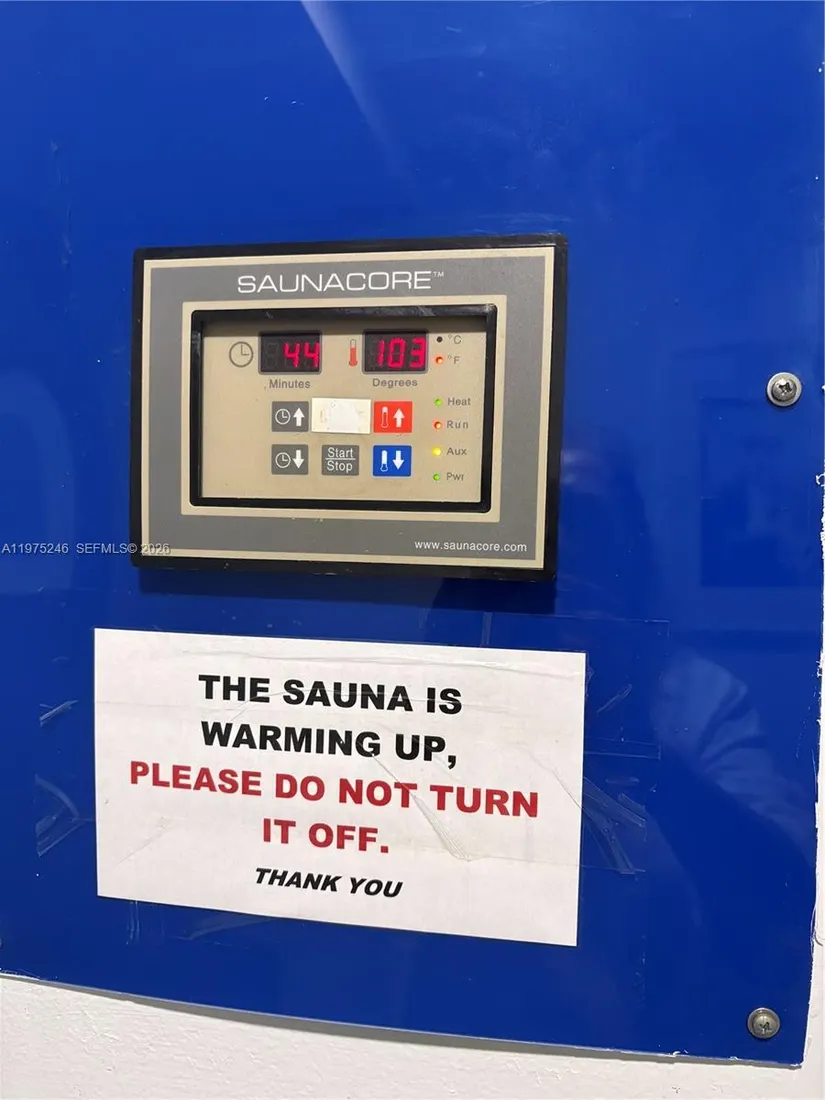 SAUNACORE™
44
103
°C
°F
Minutes
Degrees
Heat
Run
Start
Stop
Aux
Pwr
www.saunacore.com
A11975246 SEFMLS© 2026
THE SAUNA IS
WARMING UP,
PLEASE DO NOT TURN
IT OFF.
THANK YOU